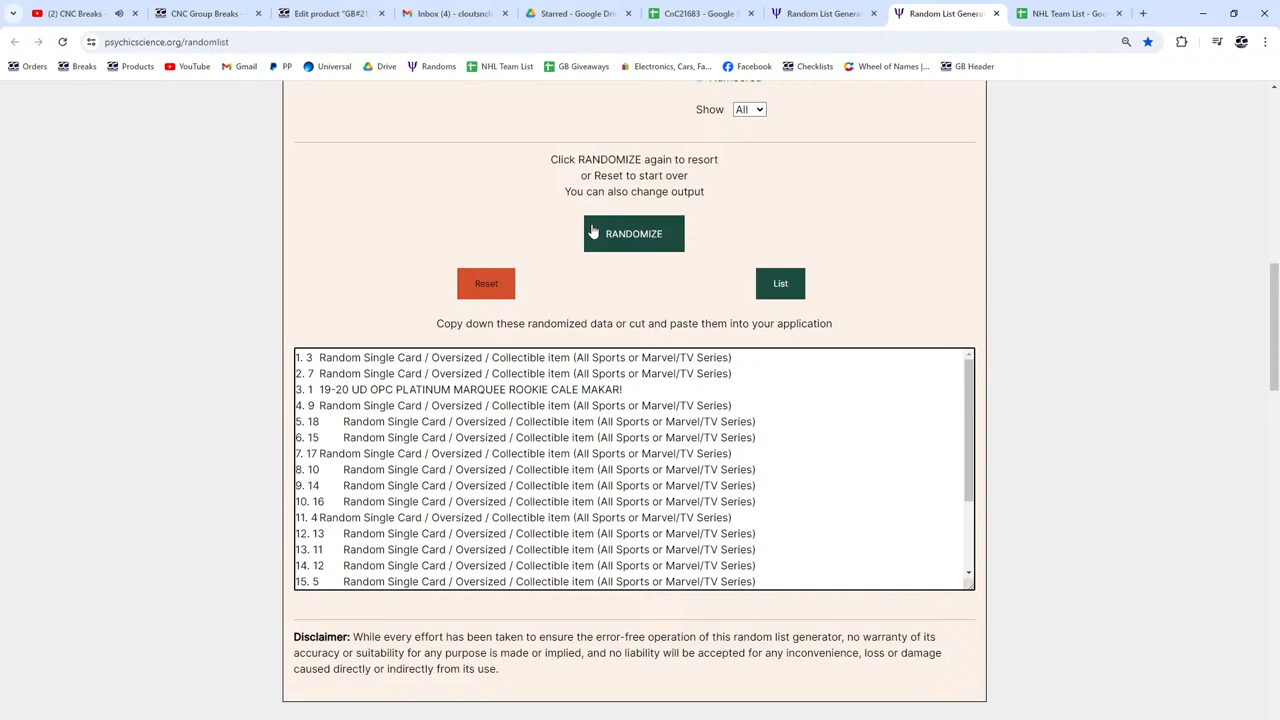 (2) CNC Breaks -
CNC Group Breaks -
Edit product "GB#21,
Inbox (4) - cloutsncl
Starred - Google Dri
CnC21683 - Google S
Random List Genera
Random List Generat
NHL Team List - Goo
psychicscience.org/randomlist
Orders
Breaks
Products
YouTube
Gmail
PP
Universal
Drive
Randoms
NHL Team List
GB Giveaways
Electronics, Cars, Fa...
Facebook
Checklists
Wheel of Names |...
GB Header
Numbered
Show All
Click RANDOMIZE again to resort
or Reset to start over
You can also change output
RANDOMIZE
Reset
List
Copy down these randomized data or cut and paste them into your application
1. 3 Random Single Card / Oversized / Collectible item (All Sports or Marvel/TV Series)
2. 7 Random Single Card / Oversized / Collectible item (All Sports or Marvel/TV Series)
3. 1 19-20 UD OPC PLATINUM MARQUEE ROOKIE CALE MAKAR!
4. 9 Random Single Card / Oversized / Collectible item (All Sports or Marvel/TV Series)
5. 18 Random Single Card / Oversized / Collectible item (All Sports or Marvel/TV Series)
6. 15 Random Single Card / Oversized / Collectible item (All Sports or Marvel/TV Series)
7. 17 Random Single Card / Oversized / Collectible item (All Sports or Marvel/TV Series)
8. 10 Random Single Card / Oversized / Collectible item (All Sports or Marvel/TV Series)
9. 14 Random Single Card / Oversized / Collectible item (All Sports or Marvel/TV Series)
10. 16 Random Single Card / Oversized / Collectible item (All Sports or Marvel/TV Series)
11. 4 Random Single Card / Oversized / Collectible item (All Sports or Marvel/TV Series)
12. 13 Random Single Card / Oversized / Collectible item (All Sports or Marvel/TV Series)
13. 11 Random Single Card / Oversized / Collectible item (All Sports or Marvel/TV Series)
14. 12 Random Single Card / Oversized / Collectible item (All Sports or Marvel/TV Series)
15. 5 Random Single Card / Oversized / Collectible item (All Sports or Marvel/TV Series)
Disclaimer: While every effort has been taken to ensure the error-free operation of this random list generator, no warranty of its
accuracy or suitability for any purpose is made or implied, and no liability will be accepted for any inconvenience, loss or damage
caused directly or indirectly from its use.